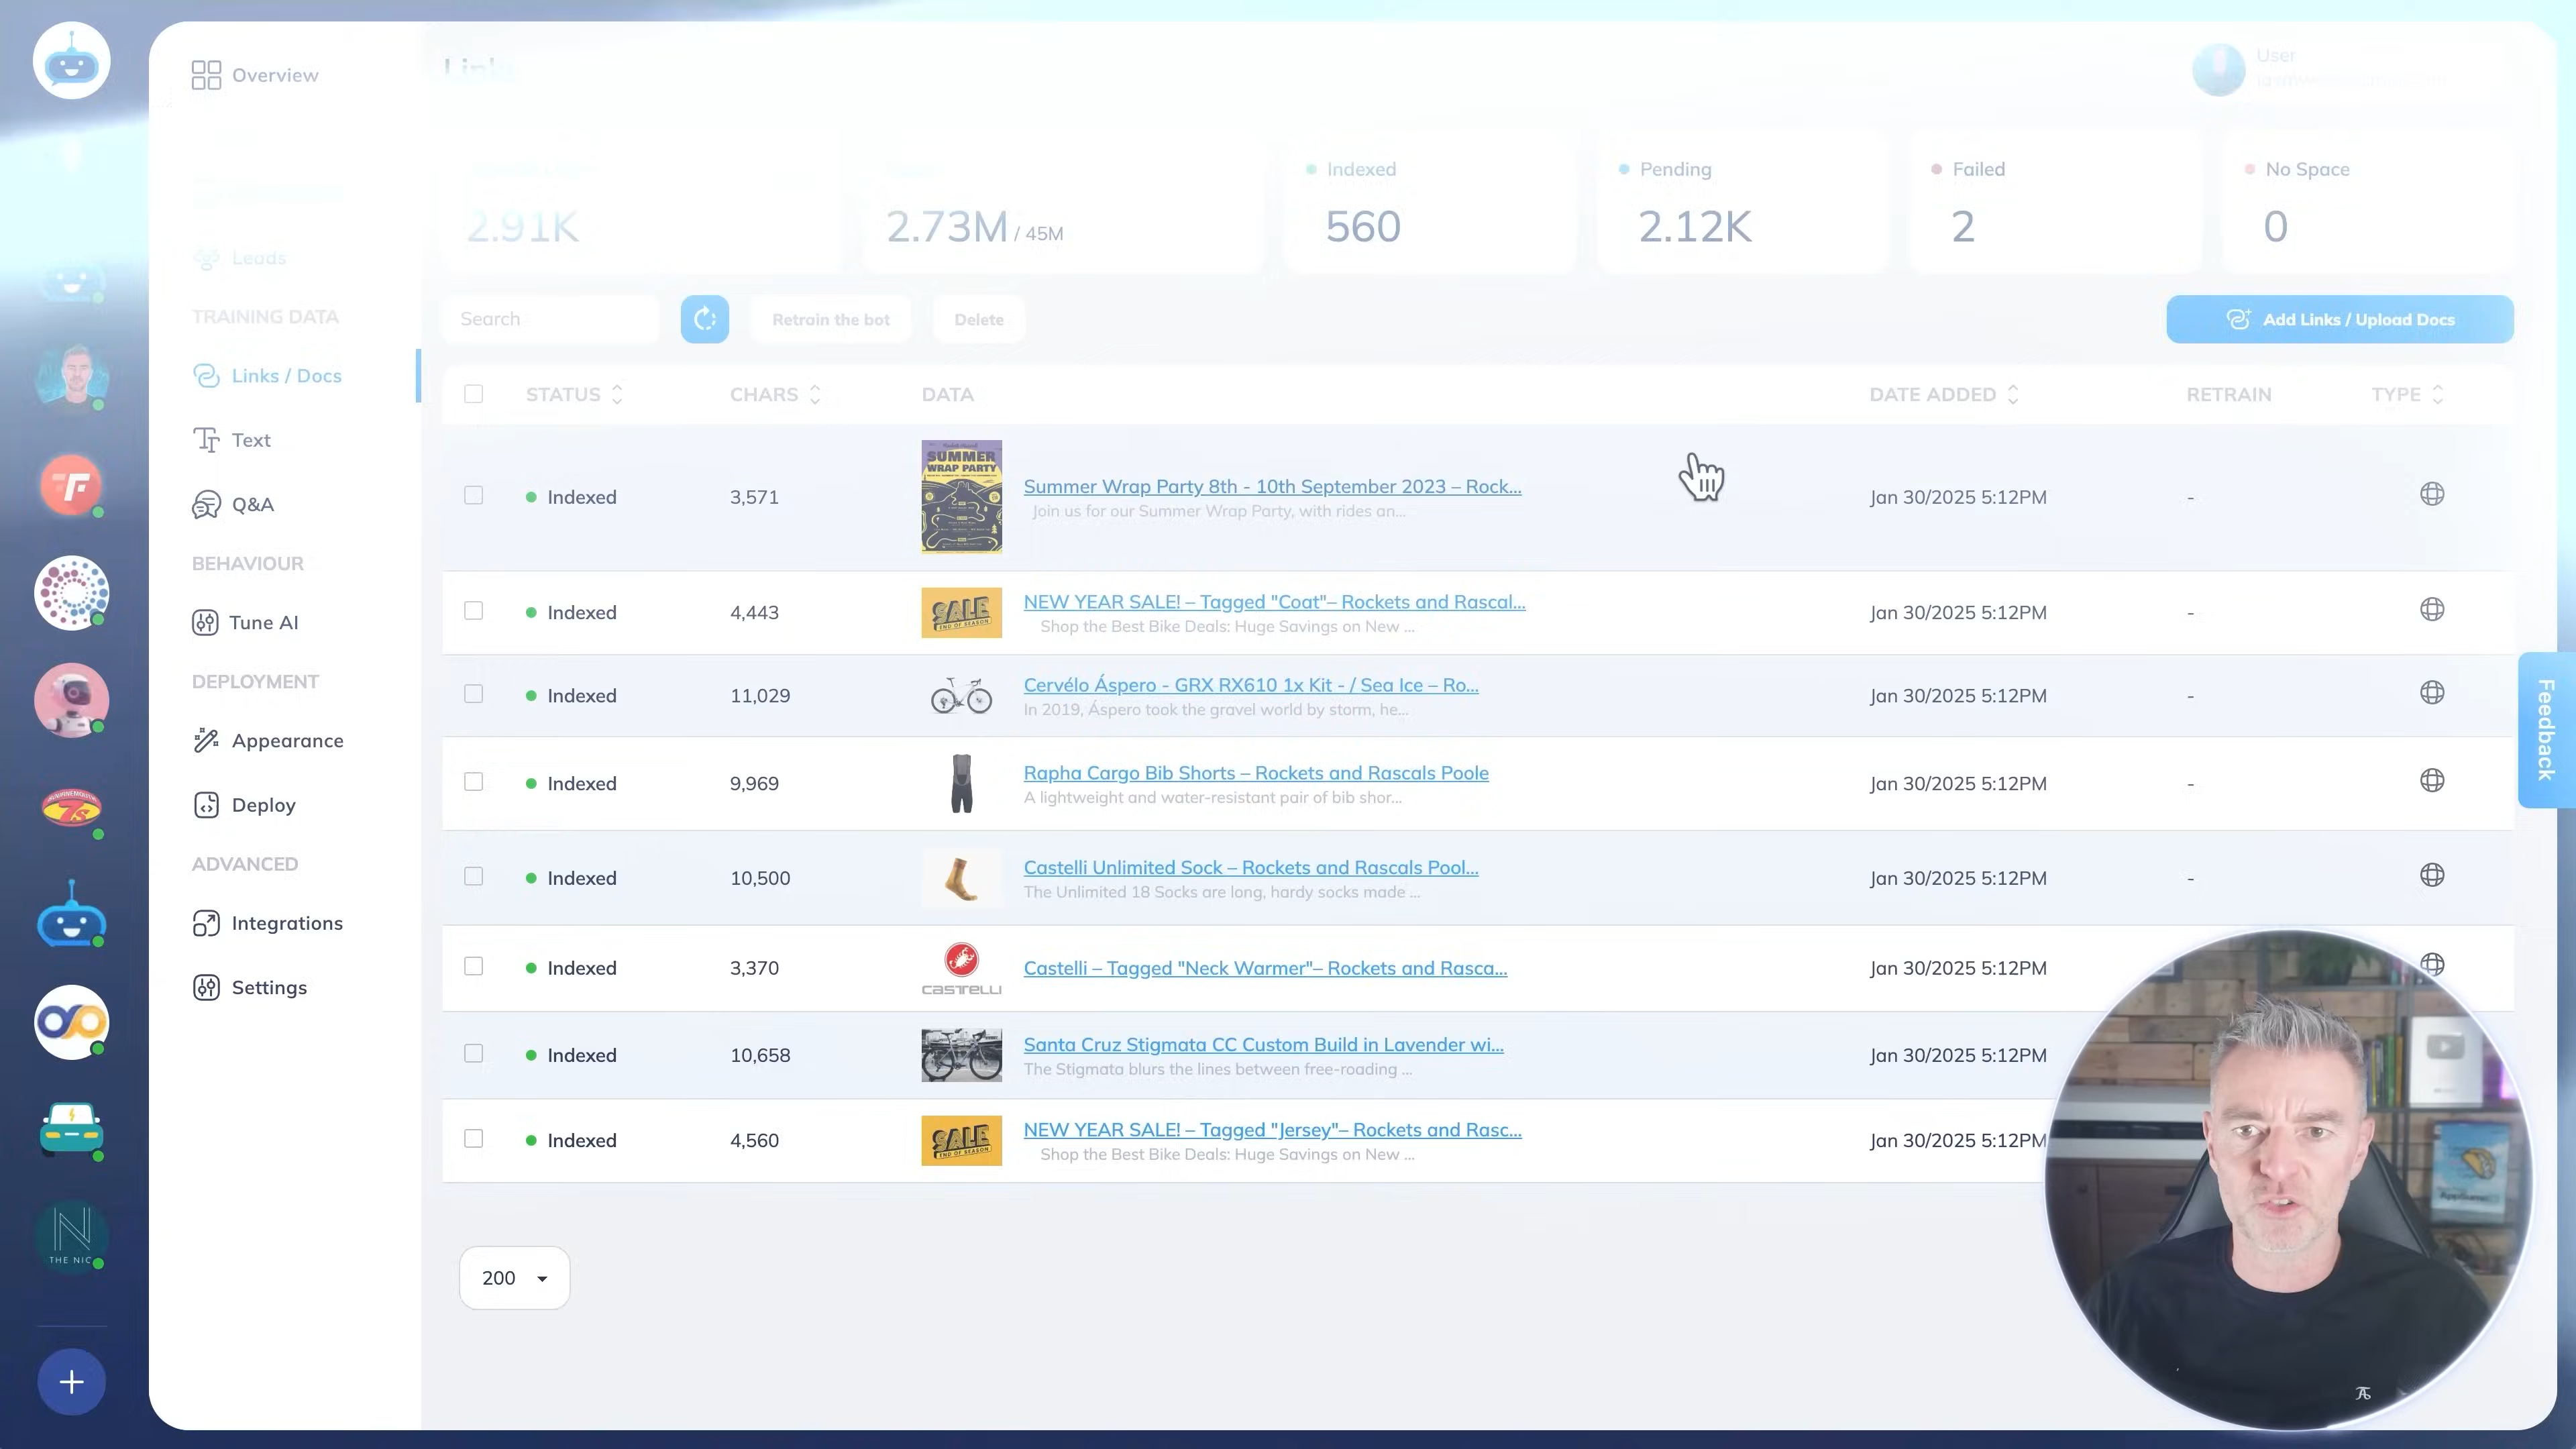 Overview
Links
User
Leads
TRAINING DATA
Links / Docs
Text
Q&A
BEHAVIOUR
Tune AI
DEPLOYMENT
Appearance
Deploy
ADVANCED
Integrations
Settings
THE NIC
2.91K
2.73M / 45M
Indexed
560
Pending
2.12K
Failed
2
No Space
0
Search
Retrain the bot
Delete
Add Links / Upload Docs
STATUS CHARS DATA DATE ADDED RETRAIN TYPE
SUMMER
WRAP PARTY
Indexed 3,571 Summer Wrap Party 8th - 10th September 2023 – Rock... Jan 30/2025 5:12PM -
Join us for our Summer Wrap Party, with rides an...
SALE
END OF SEASON
Indexed 4,443 NEW YEAR SALE! – Tagged "Coat"– Rockets and Rascal... Jan 30/2025 5:12PM -
Shop the Best Bike Deals: Huge Savings on New ...
Indexed 11,029 Cervélo Áspero - GRX RX610 1x Kit - / Sea Ice – Ro... Jan 30/2025 5:12PM -
In 2019, Áspero took the gravel world by storm, he...
Indexed 9,969 Rapha Cargo Bib Shorts – Rockets and Rascals Poole Jan 30/2025 5:12PM -
A lightweight and water-resistant pair of bib shor...
Indexed 10,500 Castelli Unlimited Sock – Rockets and Rascals Pool... Jan 30/2025 5:12PM -
The Unlimited 18 Socks are long, hardy socks made ...
castelli
Indexed 3,370 Castelli – Tagged "Neck Warmer"– Rockets and Rasca... Jan 30/2025 5:12PM
Indexed 10,658 Santa Cruz Stigmata CC Custom Build in Lavender wi... Jan 30/2025 5:12PM
The Stigmata blurs the lines between free-roading ...
SALE
END OF SEASON
Indexed 4,560 NEW YEAR SALE! – Tagged "Jersey"– Rockets and Rasc... Jan 30/2025 5:12PM
Shop the Best Bike Deals: Huge Savings on New ...
200
Feedback
AppSumo